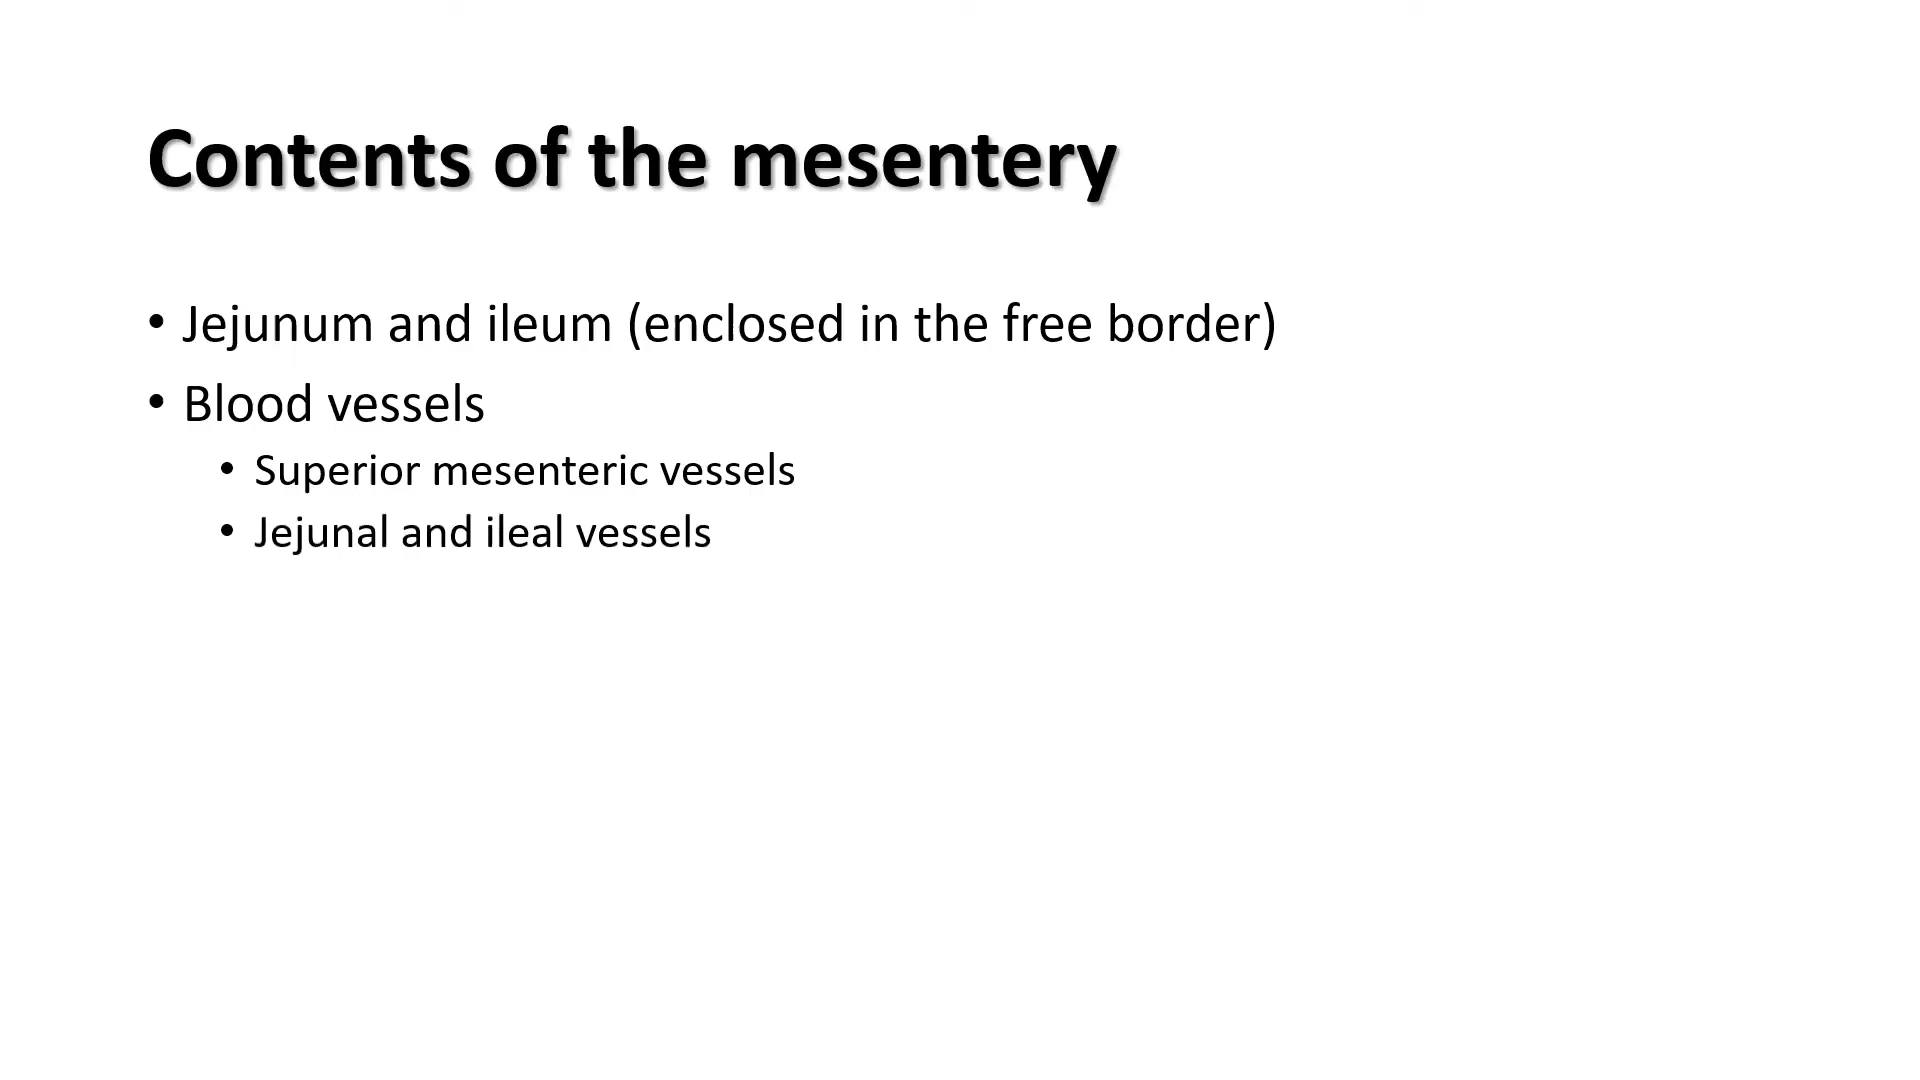 Contents of the mesentery
• Jejunum and ileum (enclosed in the free border)
• Blood vessels
• Superior mesenteric vessels
• Jejunal and ileal vessels